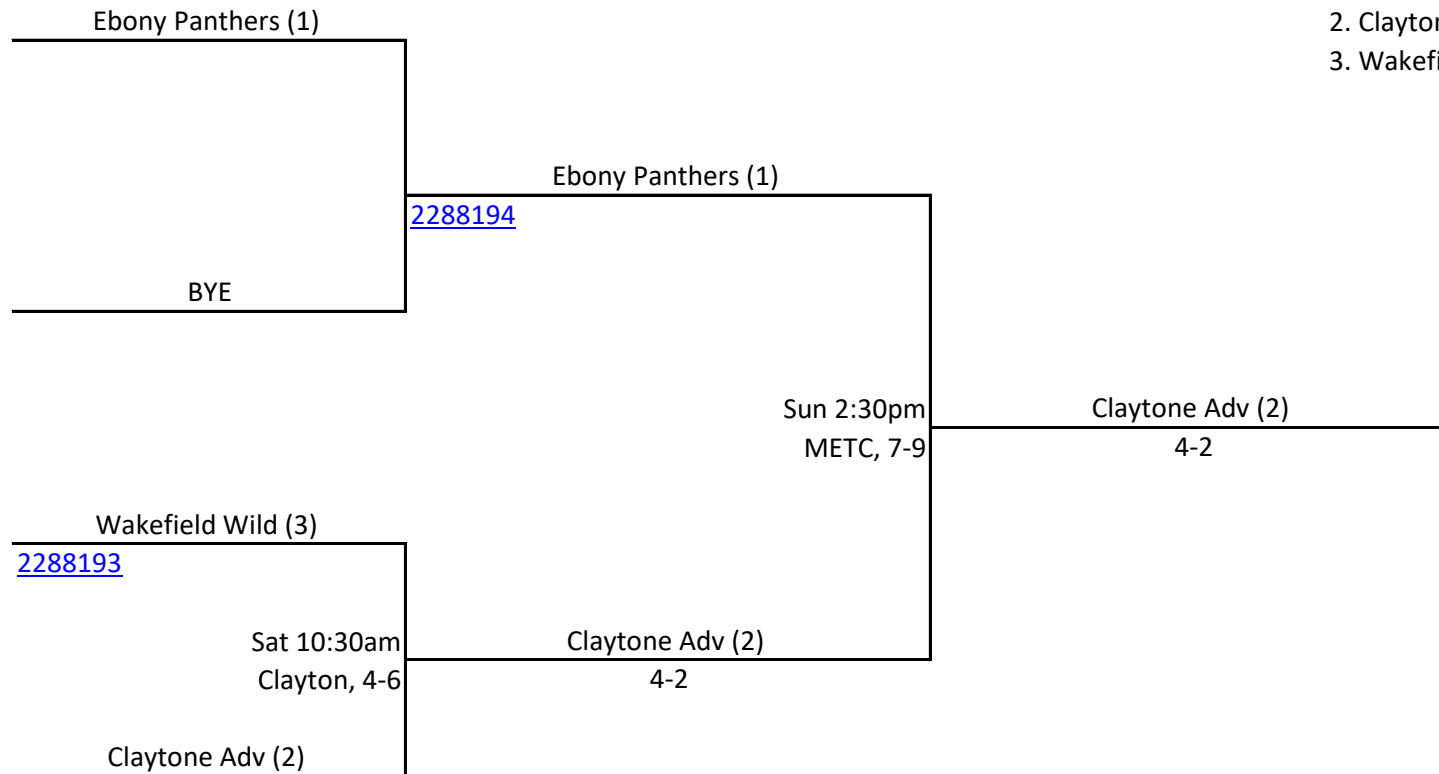 Ebony Panthers (1)
2. Clayton
3. Wakefi
Ebony Panthers (1)
2288194
BYE
Sun 2:30pm
METC, 7-9
Claytone Adv (2)
4-2
Wakefield Wild (3)
2288193
Sat 10:30am
Clayton, 4-6
Claytone Adv (2)
4-2
Claytone Adv (2)